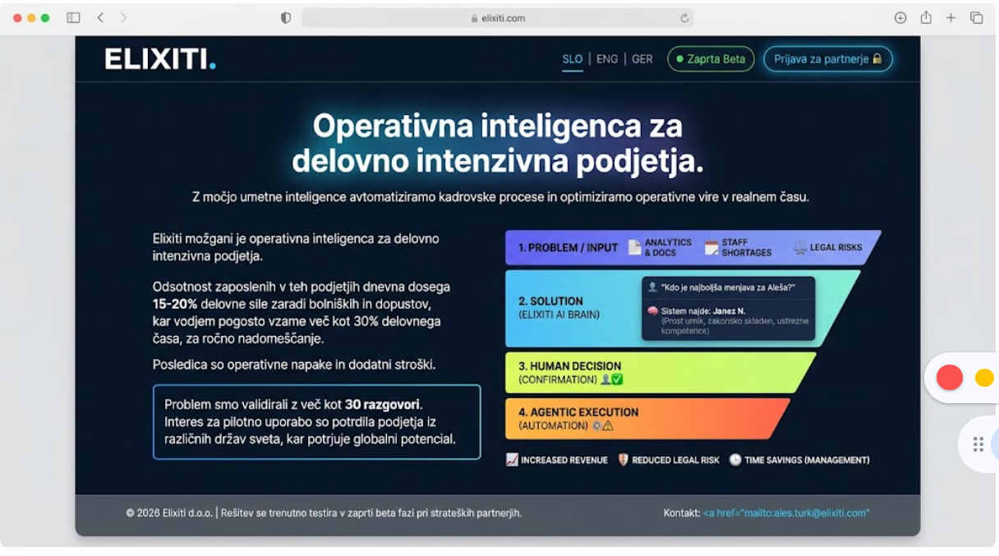 elixiti.com
ELIXITI.
SLO | ENG | GER
Zaprta Beta
Prijava za partnerje
Operativna inteligenca za
delovno intenzivna podjetja.
Z močjo umetne inteligence avtomatiziramo kadrovske procese in optimiziramo operativne vire v realnem času.
Elixiti možgani je operativna inteligenca za delovno
intenzivna podjetja.
Odsotnost zaposlenih v teh podjetjih dnevna dosega
15-20% delovne sile zaradi bolniških in dopustov,
kar vodjem pogosto vzame več kot 30% delovnega
časa, za ročno nadomeščanje.
Posledica so operativne napake in dodatni stroški.
Problem smo validirali z več kot 30 razgovori.
Interes za pilotno uporabo so potrdila podjetja iz
različnih držav sveta, kar potrjuje globalni potencial.
1. PROBLEM / INPUT
ANALYTICS
& DOCS
STAFF
SHORTAGES
LEGAL RISKS
2. SOLUTION
(ELIXITI AI BRAIN)
"Kdo je najboljša menjava za Aleša?"
Sistem najde: Janez N.
(Prost umik, zakonsko skladen, ustrezne
kompetence)
3. HUMAN DECISION
(CONFIRMATION)
4. AGENTIC EXECUTION
(AUTOMATION)
INCREASED REVENUE
REDUCED LEGAL RISK
TIME SAVINGS (MANAGEMENT)
© 2026 Elixiti d.o.o. | Rešitev se trenutno testira v zaprti beta fazi pri strateških partnerjih.
Kontakt: <a href="mailto:ales.turk@elixiti.com"